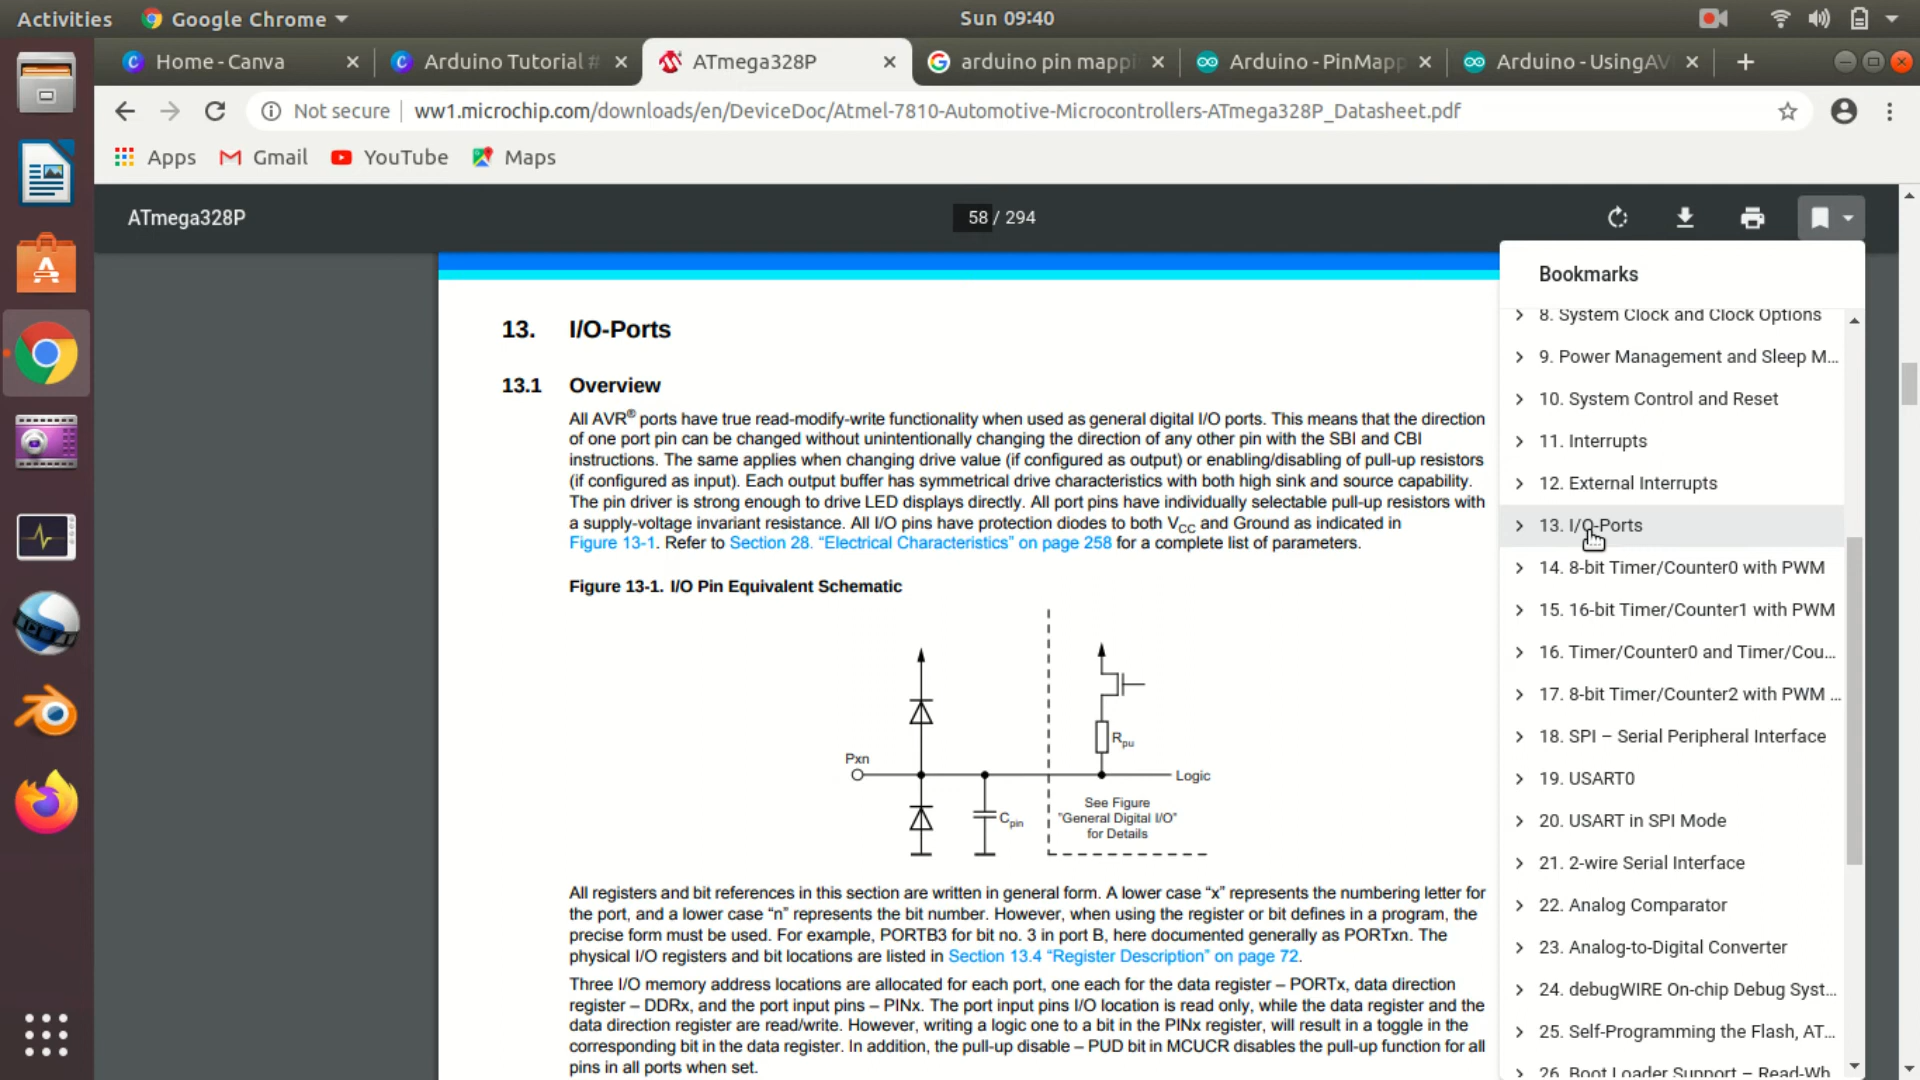 Activities
Google Chrome
Sun 09:40
Home - Canva
Arduino Tutorial #
ATmega328P
arduino pin mappi
Arduino - PinMapp
Arduino - UsingAV
Not secure
ww1.microchip.com/downloads/en/DeviceDoc/Atmel-7810-Automotive-Microcontrollers-ATmega328P_Datasheet.pdf
Apps
Gmail
YouTube
Maps
ATmega328P
58 / 294
13. I/O-Ports
13.1 Overview
All AVR® ports have true read-modify-write functionality when used as general digital I/O ports. This means that the direction
of one port pin can be changed without unintentionally changing the direction of any other pin with the SBI and CBI
instructions. The same applies when changing drive value (if configured as output) or enabling/disabling of pull-up resistors
(if configured as input). Each output buffer has symmetrical drive characteristics with both high sink and source capability.
The pin driver is strong enough to drive LED displays directly. All port pins have individually selectable pull-up resistors with
a supply-voltage invariant resistance. All I/O pins have protection diodes to both VCC and Ground as indicated in
Figure 13-1. Refer to Section 28. “Electrical Characteristics” on page 258 for a complete list of parameters.
Figure 13-1. I/O Pin Equivalent Schematic
Rpu
Pxn
Logic
Cpin
See Figure
"General Digital I/O"
for Details
All registers and bit references in this section are written in general form. A lower case “x” represents the numbering letter for
the port, and a lower case “n” represents the bit number. However, when using the register or bit defines in a program, the
precise form must be used. For example, PORTB3 for bit no. 3 in port B, here documented generally as PORTxn. The
physical I/O registers and bit locations are listed in Section 13.4 “Register Description” on page 72.
Three I/O memory address locations are allocated for each port, one each for the data register – PORTx, data direction
register – DDRx, and the port input pins – PINx. The port input pins I/O location is read only, while the data register and the
data direction register are read/write. However, writing a logic one to a bit in the PINx register, will result in a toggle in the
corresponding bit in the data register. In addition, the pull-up disable – PUD bit in MCUCR disables the pull-up function for all
pins in all ports when set.
Bookmarks
8. System Clock and Clock Options
9. Power Management and Sleep M...
10. System Control and Reset
11. Interrupts
12. External Interrupts
13. I/O-Ports
14. 8-bit Timer/Counter0 with PWM
15. 16-bit Timer/Counter1 with PWM
16. Timer/Counter0 and Timer/Cou...
17. 8-bit Timer/Counter2 with PWM ...
18. SPI – Serial Peripheral Interface
19. USART0
20. USART in SPI Mode
21. 2-wire Serial Interface
22. Analog Comparator
23. Analog-to-Digital Converter
24. debugWIRE On-chip Debug Syst...
25. Self-Programming the Flash, AT...
26. Boot Loader Support – Read-Wh